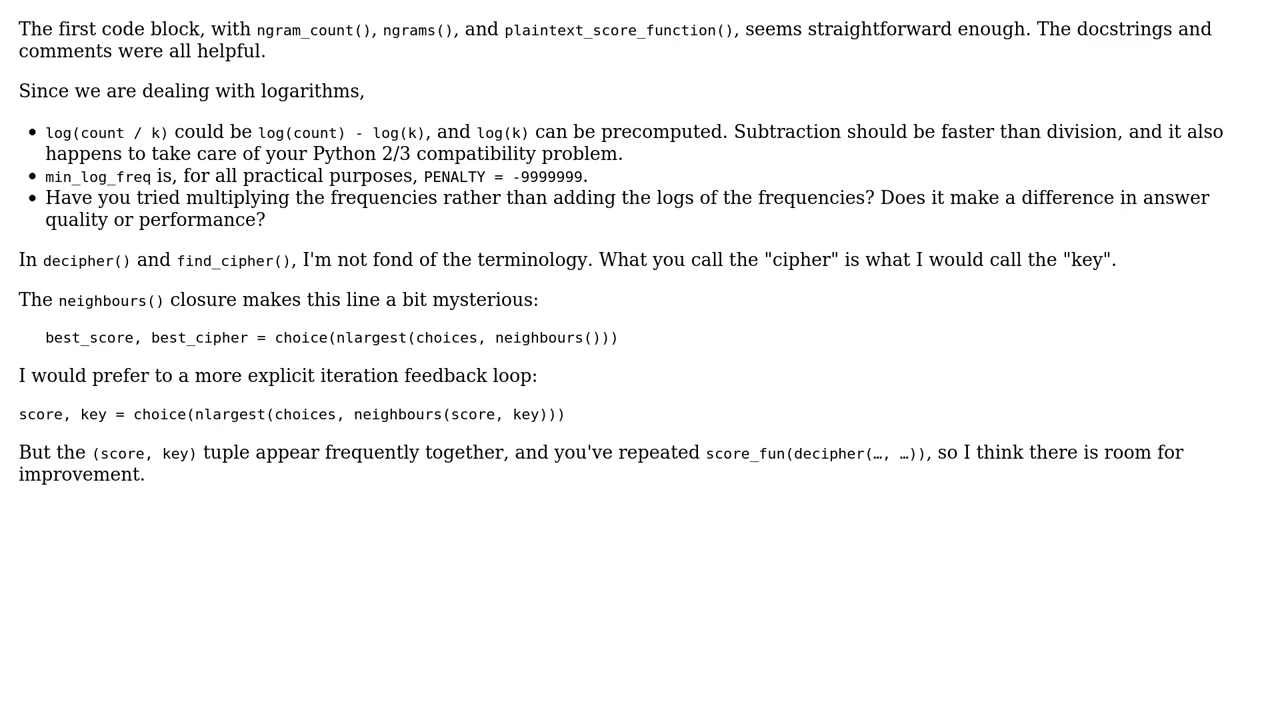 The first code block, with ngram_count(), ngrams(), and plaintext_score_function(), seems straightforward enough. The docstrings and
comments were all helpful.
Since we are dealing with logarithms,
• log(count / k) could be log(count) - log(k), and log(k) can be precomputed. Subtraction should be faster than division, and it also
happens to take care of your Python 2/3 compatibility problem.
• min_log_freq is, for all practical purposes, PENALTY = -9999999.
• Have you tried multiplying the frequencies rather than adding the logs of the frequencies? Does it make a difference in answer
quality or performance?
In decipher() and find_cipher(), I'm not fond of the terminology. What you call the "cipher" is what I would call the "key".
The neighbours() closure makes this line a bit mysterious:
best_score, best_cipher = choice(nlargest(choices, neighbours()))
I would prefer to a more explicit iteration feedback loop:
score, key = choice(nlargest(choices, neighbours(score, key)))
But the (score, key) tuple appear frequently together, and you've repeated score_fun(decipher(…, …)), so I think there is room for
improvement.